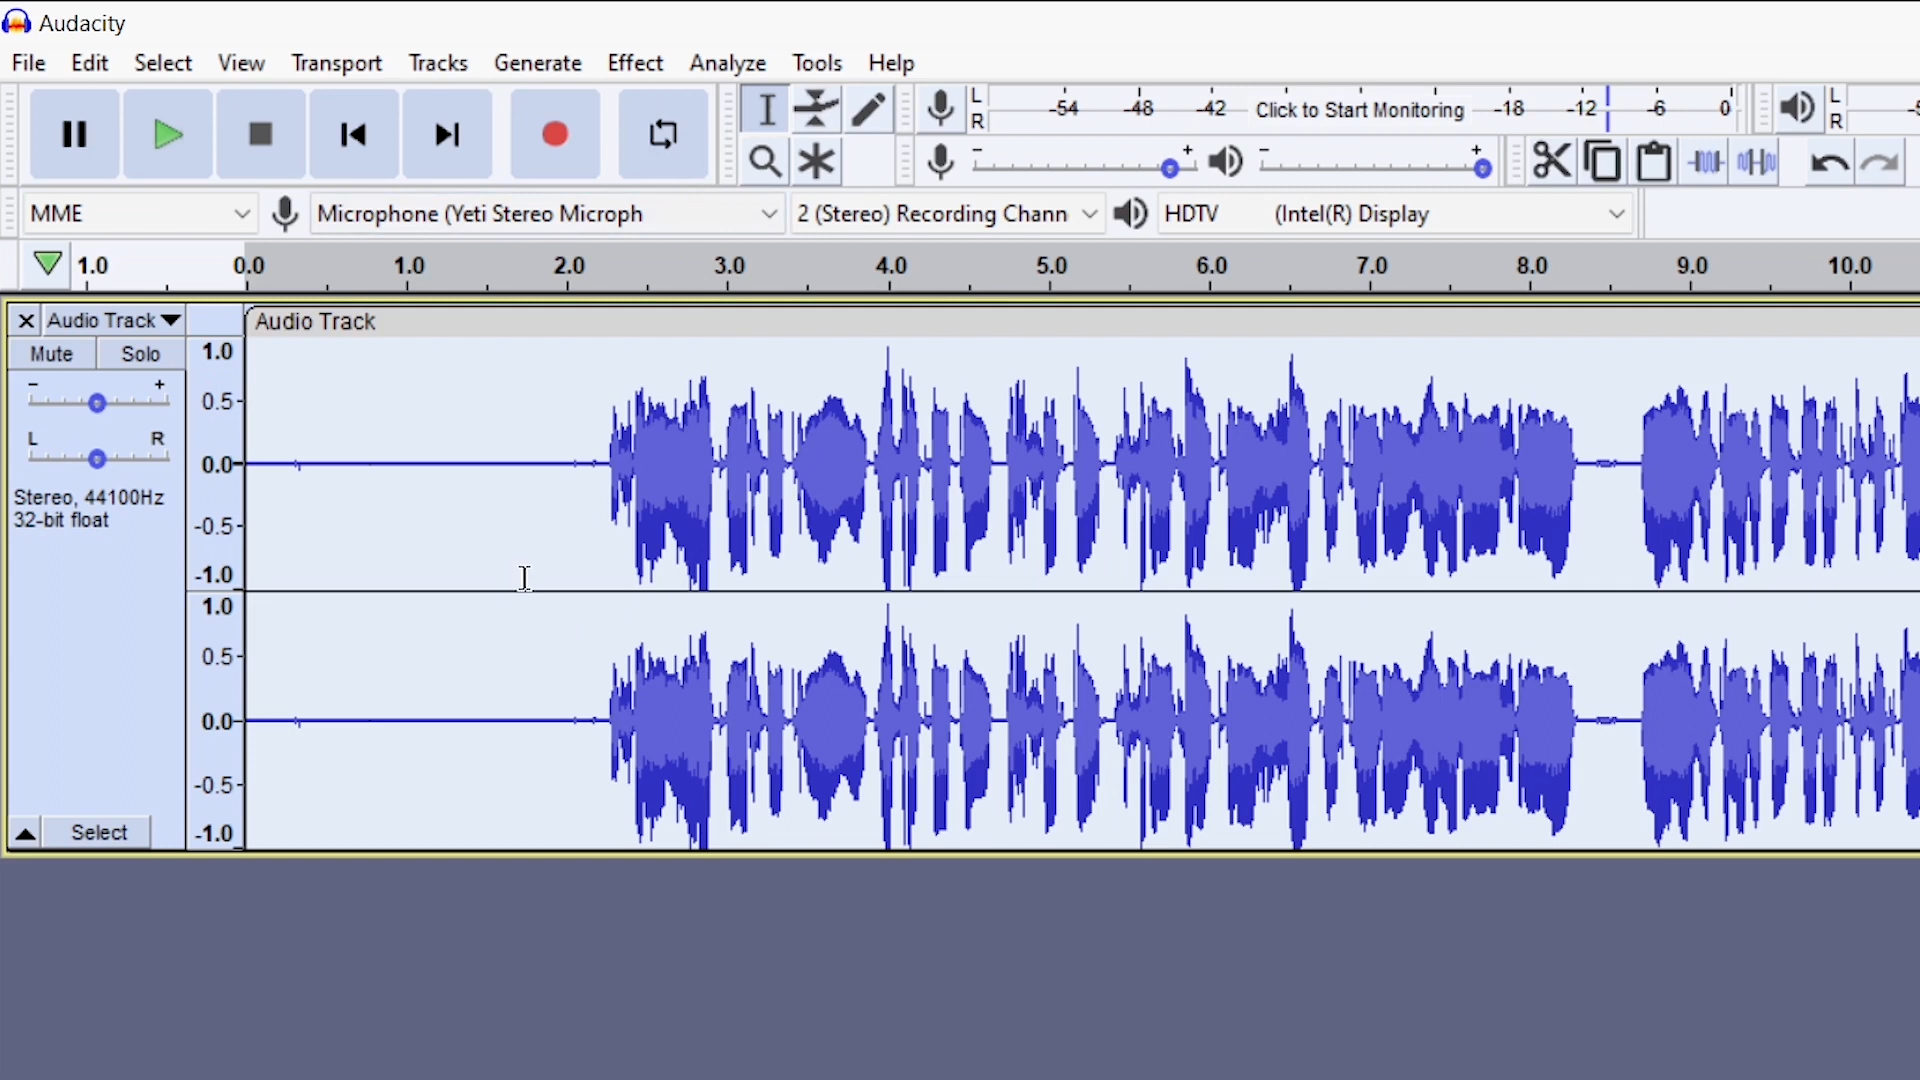 Audacity
File Edit Select View Transport Tracks Generate Effect Analyze Tools Help
L
R
-54 -48 -42 Click to Start Monitoring -18 -12 -6 0
L
R
- + - +
MME Microphone (Yeti Stereo Microph 2 (Stereo) Recording Chann HDTV (Intel(R) Display
1.0 0.0 1.0 2.0 3.0 4.0 5.0 6.0 7.0 8.0 9.0 10.0
Audio Track Audio Track
Mute Solo
- +
L R
Stereo, 44100Hz
32-bit float
1.0
0.5-
0.0-
-0.5-
-1.0
1.0
0.5-
0.0-
-0.5-
-1.0
Select